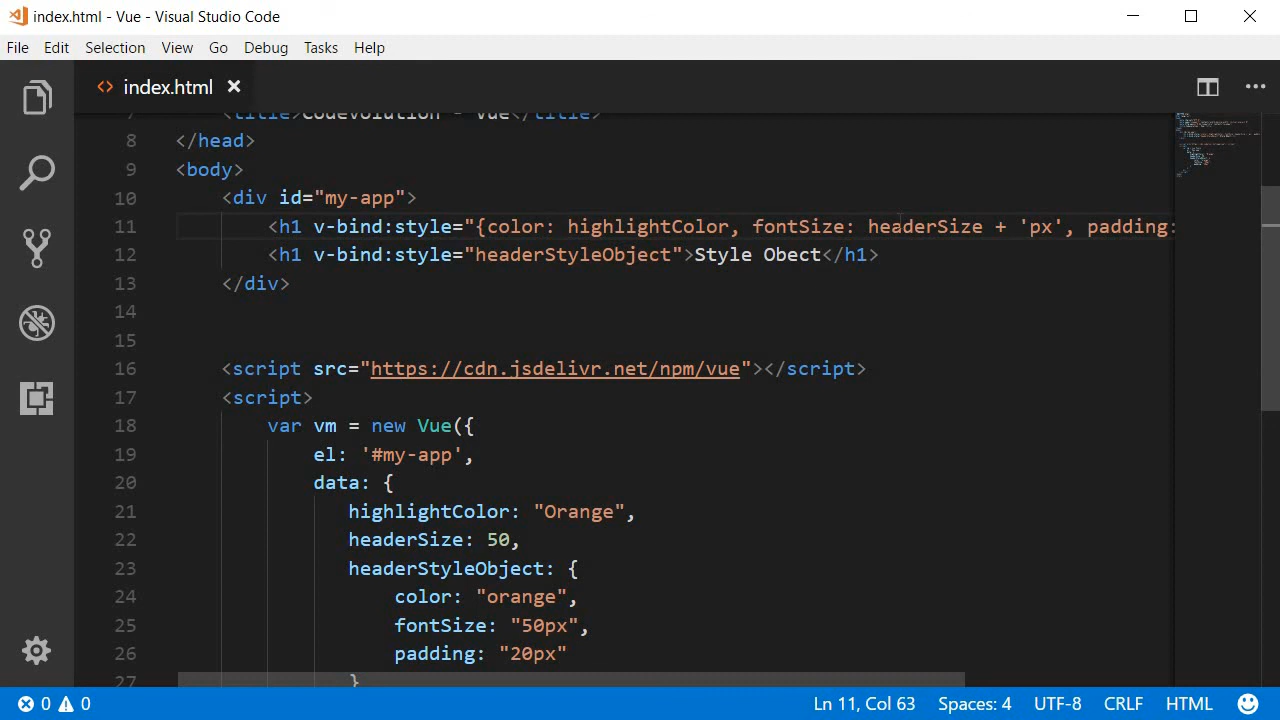 index.html - Vue - Visual Studio Code
File Edit Selection View Go Debug Tasks Help
<> index.html
7 <title>Codevolution - Vue</title>
8 </head>
9 <body>
10 <div id="my-app">
11 <h1 v-bind:style="{color: highlightColor, fontSize: headerSize + 'px', padding:
12 <h1 v-bind:style="headerStyleObject">Style Obect</h1>
13 </div>
14
15
16 <script src="https://cdn.jsdelivr.net/npm/vue"></script>
17 <script>
18 var vm = new Vue({
19 el: '#my-app',
20 data: {
21 highlightColor: "Orange",
22 headerSize: 50,
23 headerStyleObject: {
24 color: "orange",
25 fontSize: "50px",
26 padding: "20px"
27 }
0 0 Ln 11, Col 63 Spaces: 4 UTF-8 CRLF HTML